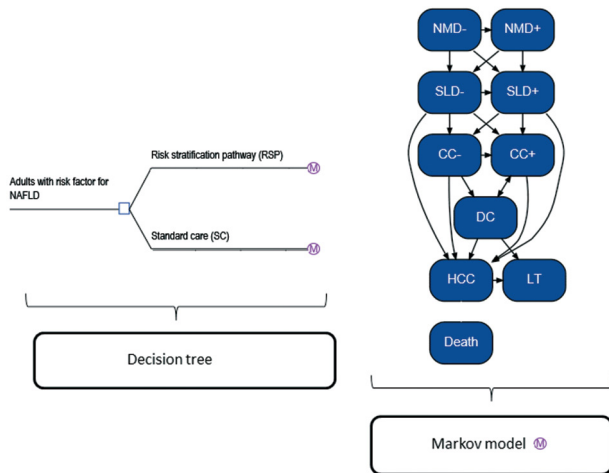 NMD- NMD+
SLD- SLD+
Risk stratification pathway (RSP) M
CC- CC+
Adults with risk factor for
NAFLD
DC
Standard care (SC) M
HCC LT
Death
Decision tree
Markov model M